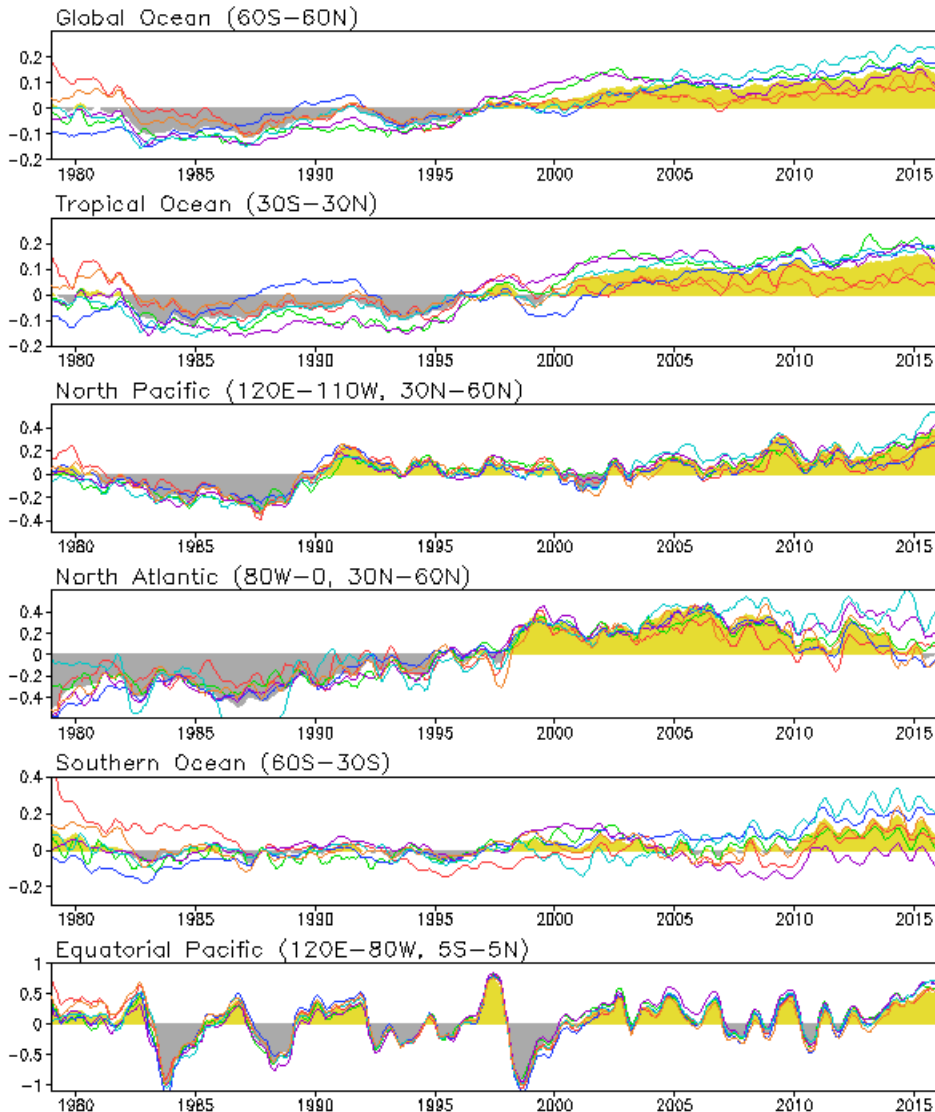 Global Ocean (60S-60N)
0.2
0.1
0
-0.1
-0.2
1980 1985 1990 1995 2000 2005 2010 2015
Tropical Ocean (30S-30N)
0.2
0.1
0
-0.1
-0.2
1980 1985 1990 1995 2000 2005 2010 2015
North Pacific (120E-110W, 30N-60N)
0.4
0.2
0
-0.2
-0.4
1980 1985 1990 1995 2000 2005 2010 2015
North Atlantic (80W-0, 30N-60N)
0.4
0.2
0
-0.2
-0.4
1980 1985 1990 1995 2000 2005 2010 2015
Southern Ocean (60S-30S)
0.4
0.2
0
-0.2
1980 1985 1990 1995 2000 2005 2010 2015
Equatorial Pacific (120E-80W, 5S-5N)
1
0.5
0
-0.5
-1
1980 1985 1990 1995 2000 2005 2010 2015